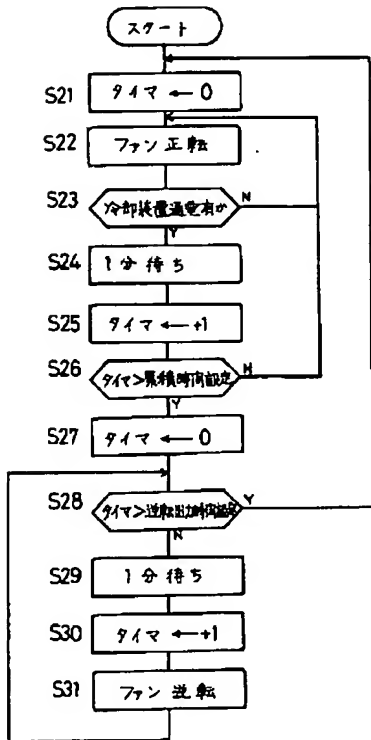 スタート
S21 タイマ ← 0
S22 ファン正転
S23 冷却装置通電有か N
Y
S24 1分待ち
S25 タイマ ← +1
S26 タイマ>累積時間設定 N
Y
S27 タイマ ← 0
S28 タイマ>逆転出力時間設定 Y
N
S29 1分待ち
S30 タイマ ← +1
S31 ファン逆転